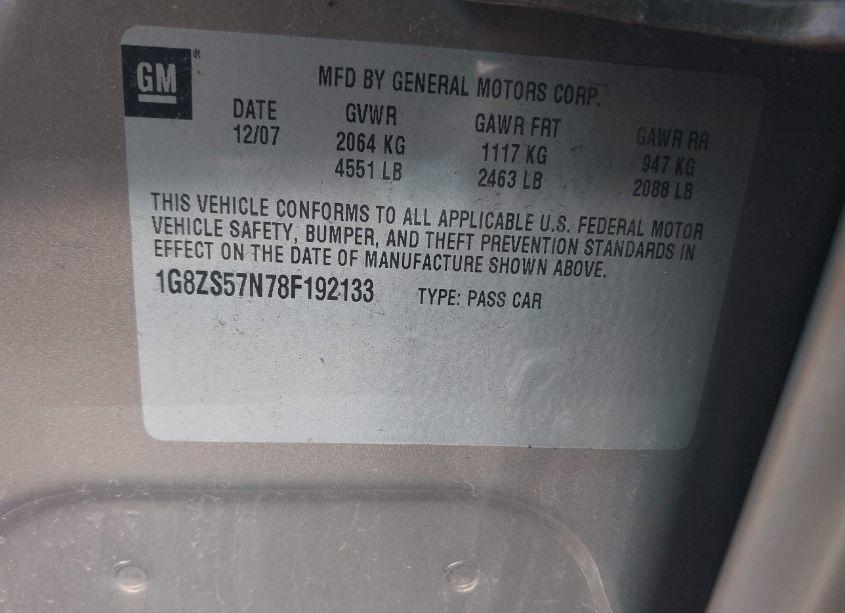 GM ®
MFD BY GENERAL MOTORS CORP.
DATE GVWR GAWR FRT GAWR RR
12/07 2064 KG 1117 KG 947 KG
4551 LB 2463 LB 2088 LB
THIS VEHICLE CONFORMS TO ALL APPLICABLE U.S. FEDERAL MOTOR
VEHICLE SAFETY, BUMPER, AND THEFT PREVENTION STANDARDS IN
EFFECT ON THE DATE OF MANUFACTURE SHOWN ABOVE.
1G8ZS57N78F192133 TYPE: PASS CAR